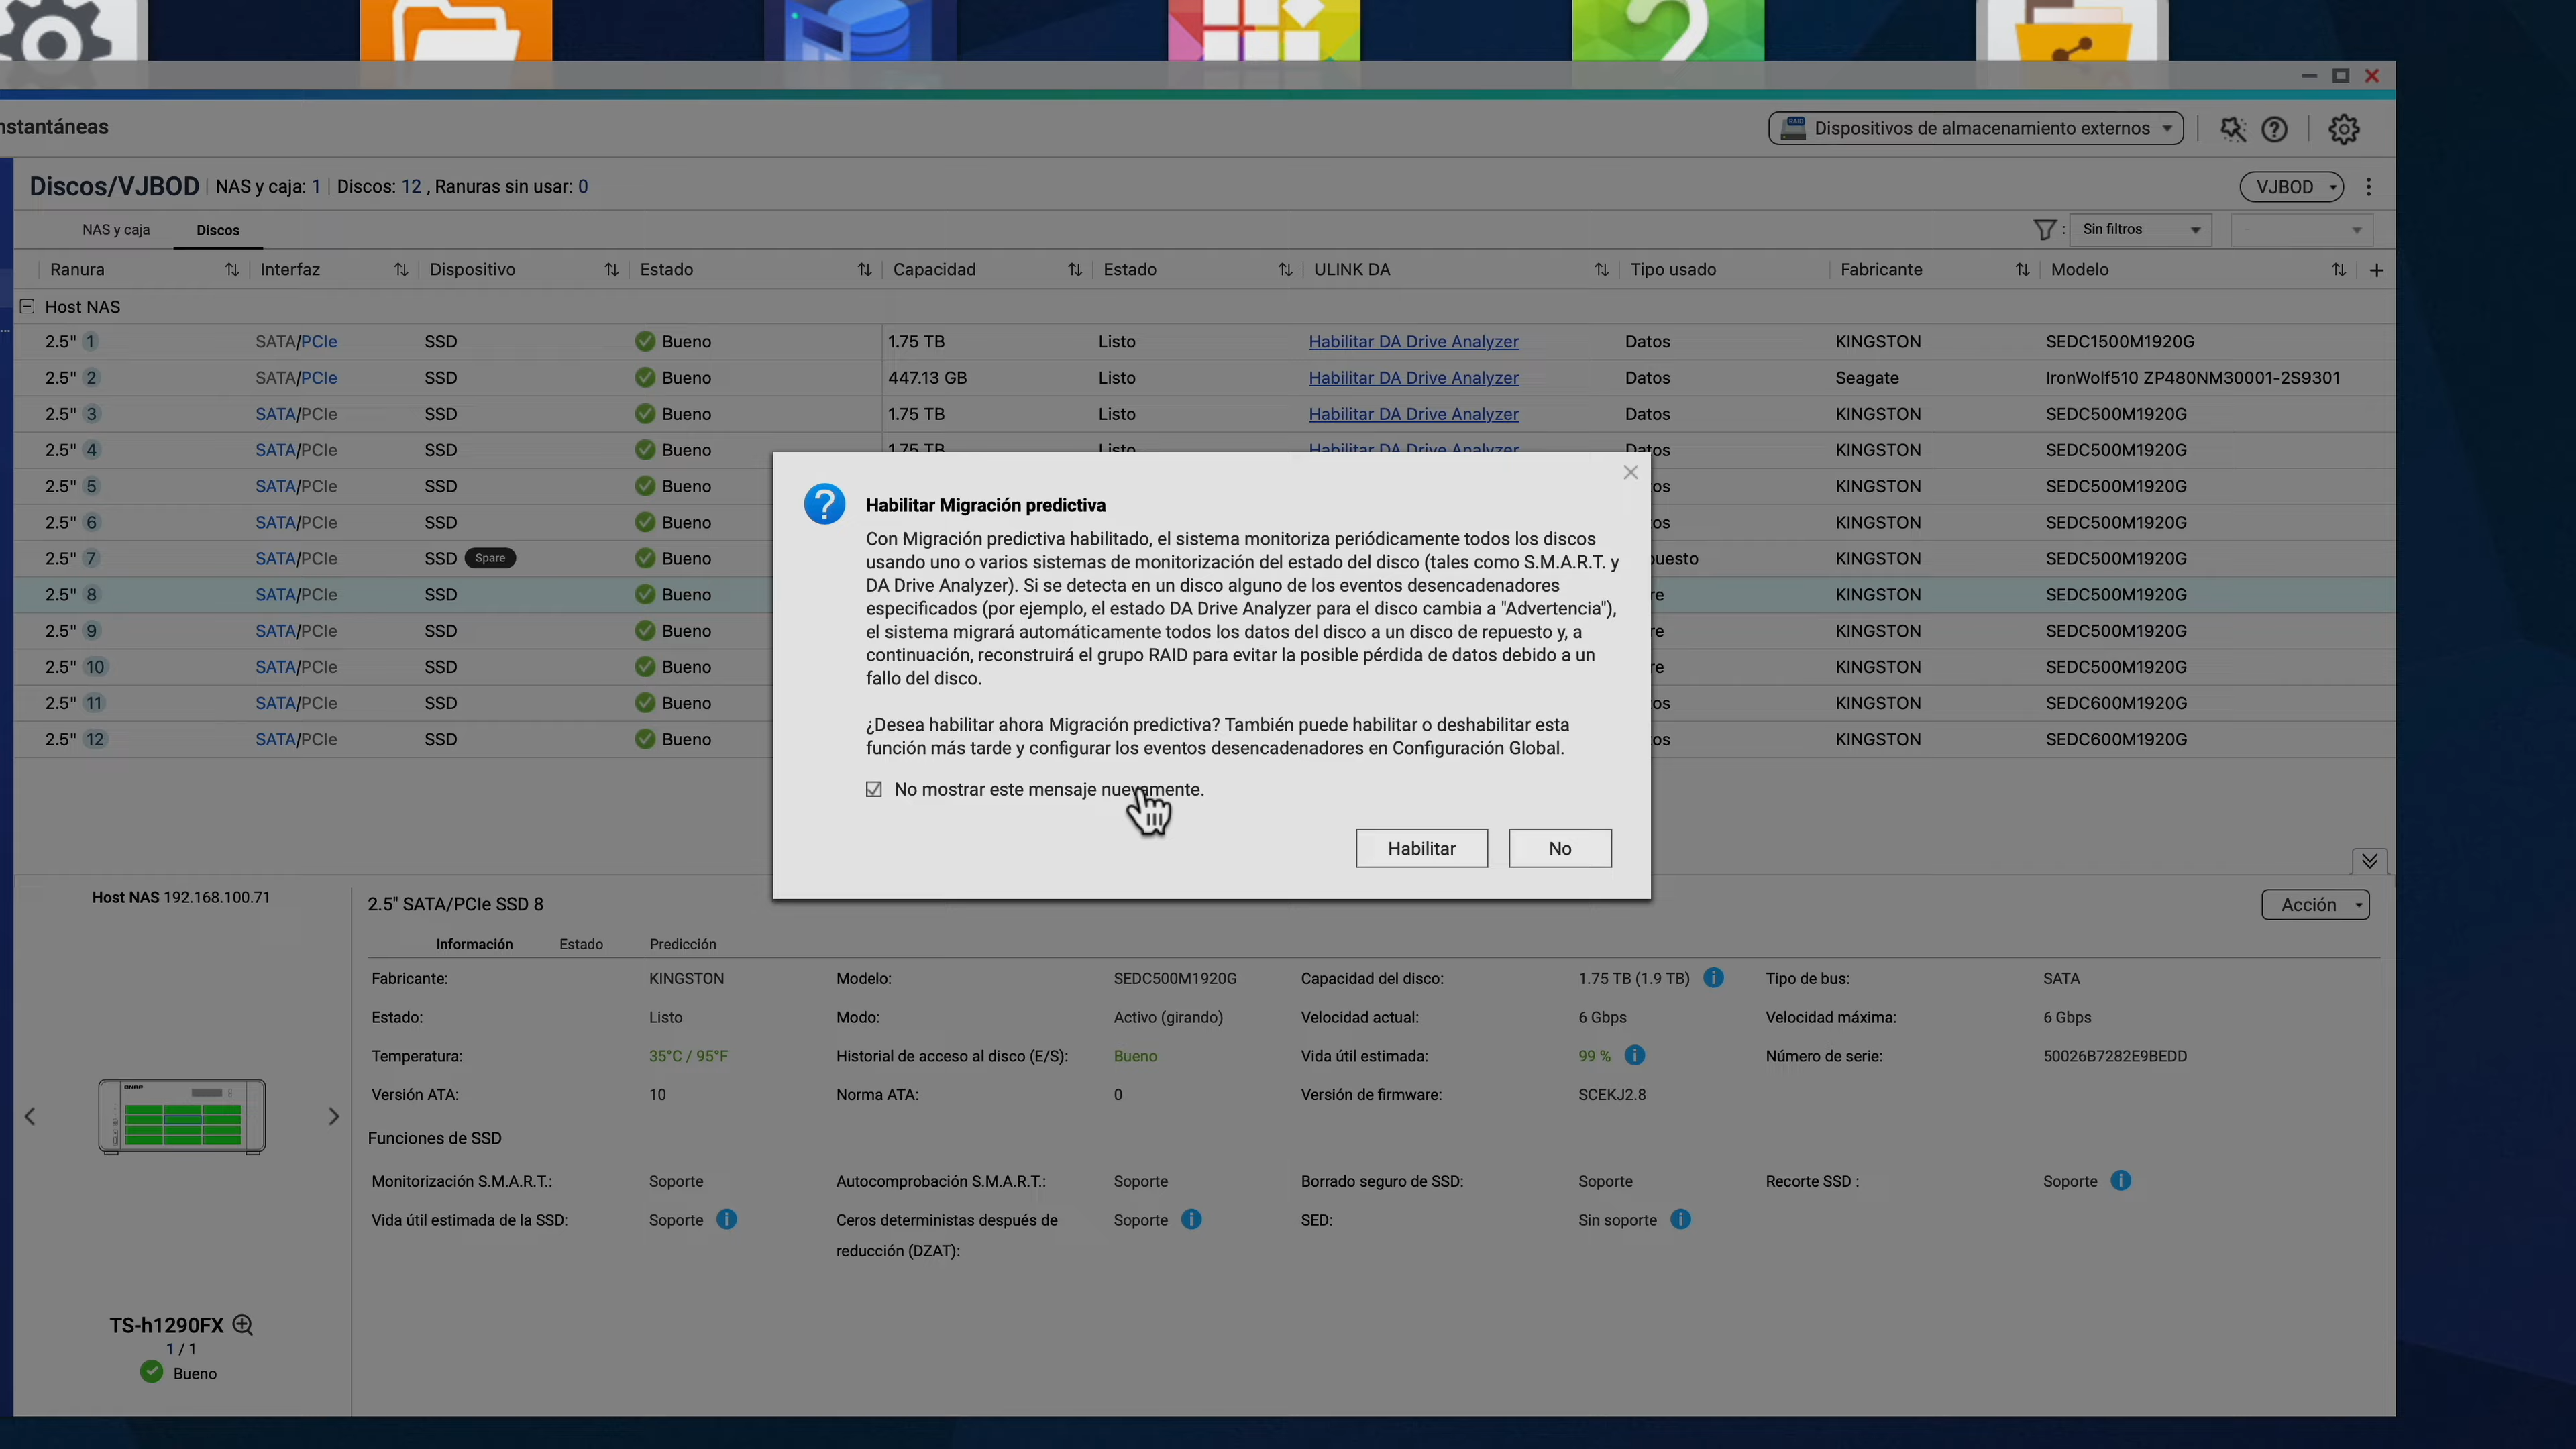 nstantáneas
Dispositivos de almacenamiento externos
Discos/VJBOD NAS y caja: 1 Discos: 12 , Ranuras sin usar: 0
VJBOD
NAS y caja Discos : Sin filtros -
Ranura Interfaz Dispositivo Estado Capacidad Estado ULINK DA Tipo usado Fabricante Modelo
Host NAS
2.5" 1 SATA/PCIe SSD Bueno 1.75 TB Listo Habilitar DA Drive Analyzer Datos KINGSTON SEDC1500M1920G
2.5" 2 SATA/PCIe SSD Bueno 447.13 GB Listo Habilitar DA Drive Analyzer Datos Seagate IronWolf510 ZP480NM30001-2S9301
2.5" 3 SATA/PCIe SSD Bueno 1.75 TB Listo Habilitar DA Drive Analyzer Datos KINGSTON SEDC500M1920G
2.5" 4 SATA/PCIe SSD Bueno 1.75 TB Listo Habilitar DA Drive Analyzer Datos KINGSTON SEDC500M1920G
2.5" 5 SATA/PCIe SSD Bueno os KINGSTON SEDC500M1920G
2.5" 6 SATA/PCIe SSD Bueno os KINGSTON SEDC500M1920G
2.5" 7 SATA/PCIe SSD Spare Bueno puesto KINGSTON SEDC500M1920G
2.5" 8 SATA/PCIe SSD Bueno re KINGSTON SEDC500M1920G
2.5" 9 SATA/PCIe SSD Bueno re KINGSTON SEDC500M1920G
2.5" 10 SATA/PCIe SSD Bueno re KINGSTON SEDC500M1920G
2.5" 11 SATA/PCIe SSD Bueno os KINGSTON SEDC600M1920G
2.5" 12 SATA/PCIe SSD Bueno os KINGSTON SEDC600M1920G
Habilitar Migración predictiva
Con Migración predictiva habilitado, el sistema monitoriza periódicamente todos los discos
usando uno o varios sistemas de monitorización del estado del disco (tales como S.M.A.R.T. y
DA Drive Analyzer). Si se detecta en un disco alguno de los eventos desencadenadores
especificados (por ejemplo, el estado DA Drive Analyzer para el disco cambia a "Advertencia"),
el sistema migrará automáticamente todos los datos del disco a un disco de repuesto y, a
continuación, reconstruirá el grupo RAID para evitar la posible pérdida de datos debido a un
fallo del disco.
¿Desea habilitar ahora Migración predictiva? También puede habilitar o deshabilitar esta
función más tarde y configurar los eventos desencadenadores en Configuración Global.
No mostrar este mensaje nuevamente.
Habilitar No
Host NAS 192.168.100.71
QNAP
TS-h1290FX
1 / 1
Bueno
2.5" SATA/PCIe SSD 8
Acción
Información Estado Predicción
Fabricante: KINGSTON Modelo: SEDC500M1920G Capacidad del disco: 1.75 TB (1.9 TB) Tipo de bus: SATA
Estado: Listo Modo: Activo (girando) Velocidad actual: 6 Gbps Velocidad máxima: 6 Gbps
Temperatura: 35°C / 95°F Historial de acceso al disco (E/S): Bueno Vida útil estimada: 99 % Número de serie: 50026B7282E9BEDD
Versión ATA: 10 Norma ATA: 0 Versión de firmware: SCEKJ2.8
Funciones de SSD
Monitorización S.M.A.R.T.: Soporte Autocomprobación S.M.A.R.T.: Soporte Borrado seguro de SSD: Soporte Recorte SSD : Soporte
Vida útil estimada de la SSD: Soporte Ceros deterministas después de Soporte SED: Sin soporte
reducción (DZAT):